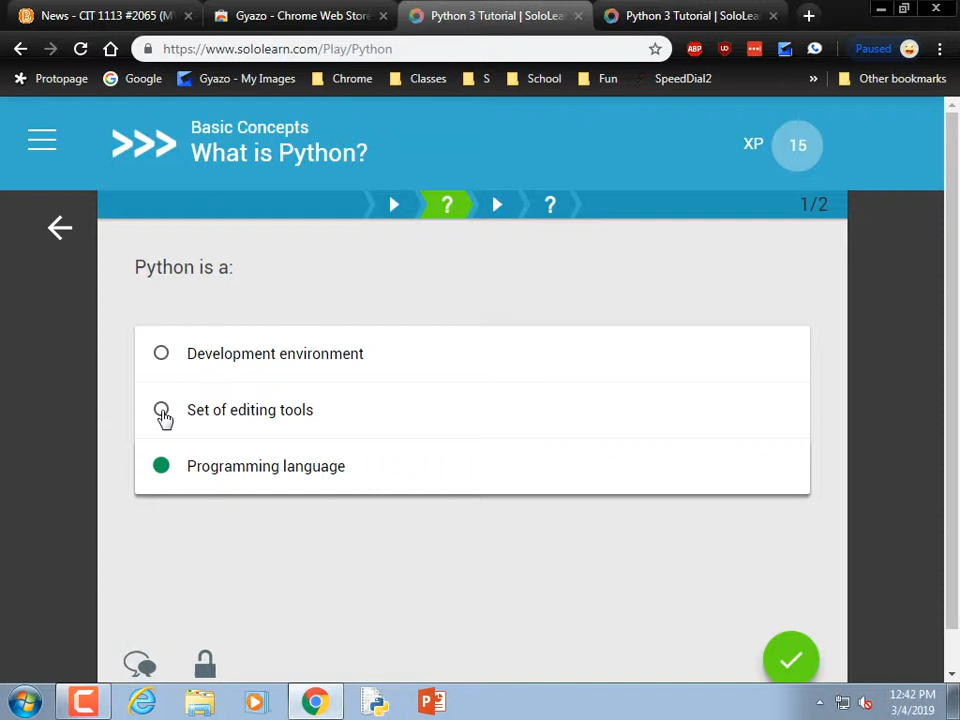 News - CIT 1113 #2065 (M
Gyazo - Chrome Web Store
Python 3 Tutorial | SoloLea
Python 3 Tutorial | SoloLea
https://www.sololearn.com/Play/Python
ABP
Paused
Protopage
Google
Gyazo - My Images
Chrome
Classes
S
School
Fun
SpeedDial2
»
Other bookmarks
Basic Concepts
What is Python?
XP 15
? ? 1/2
Python is a:
Development environment
Set of editing tools
Programming language
12:42 PM
3/4/2019